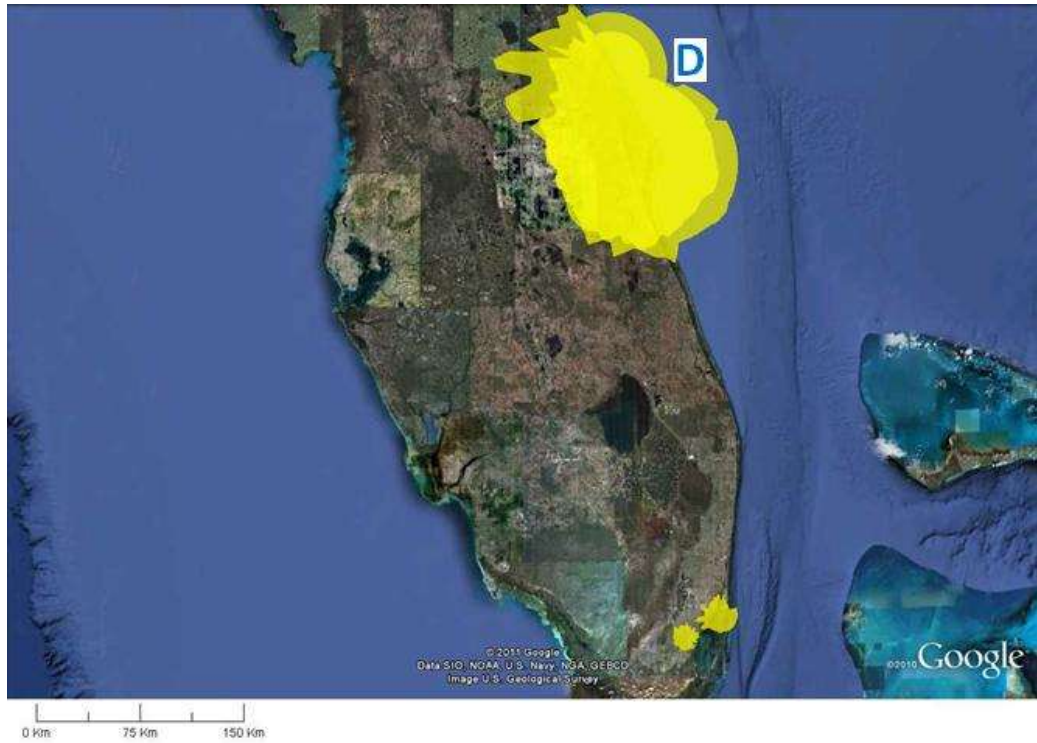 D
© 2011 Google
Data SIO, NOAA, U.S. Navy, NGA, GEBCO
Image U.S. Geological Survey
©2010 Google
0 Km 75 Km 150 Km